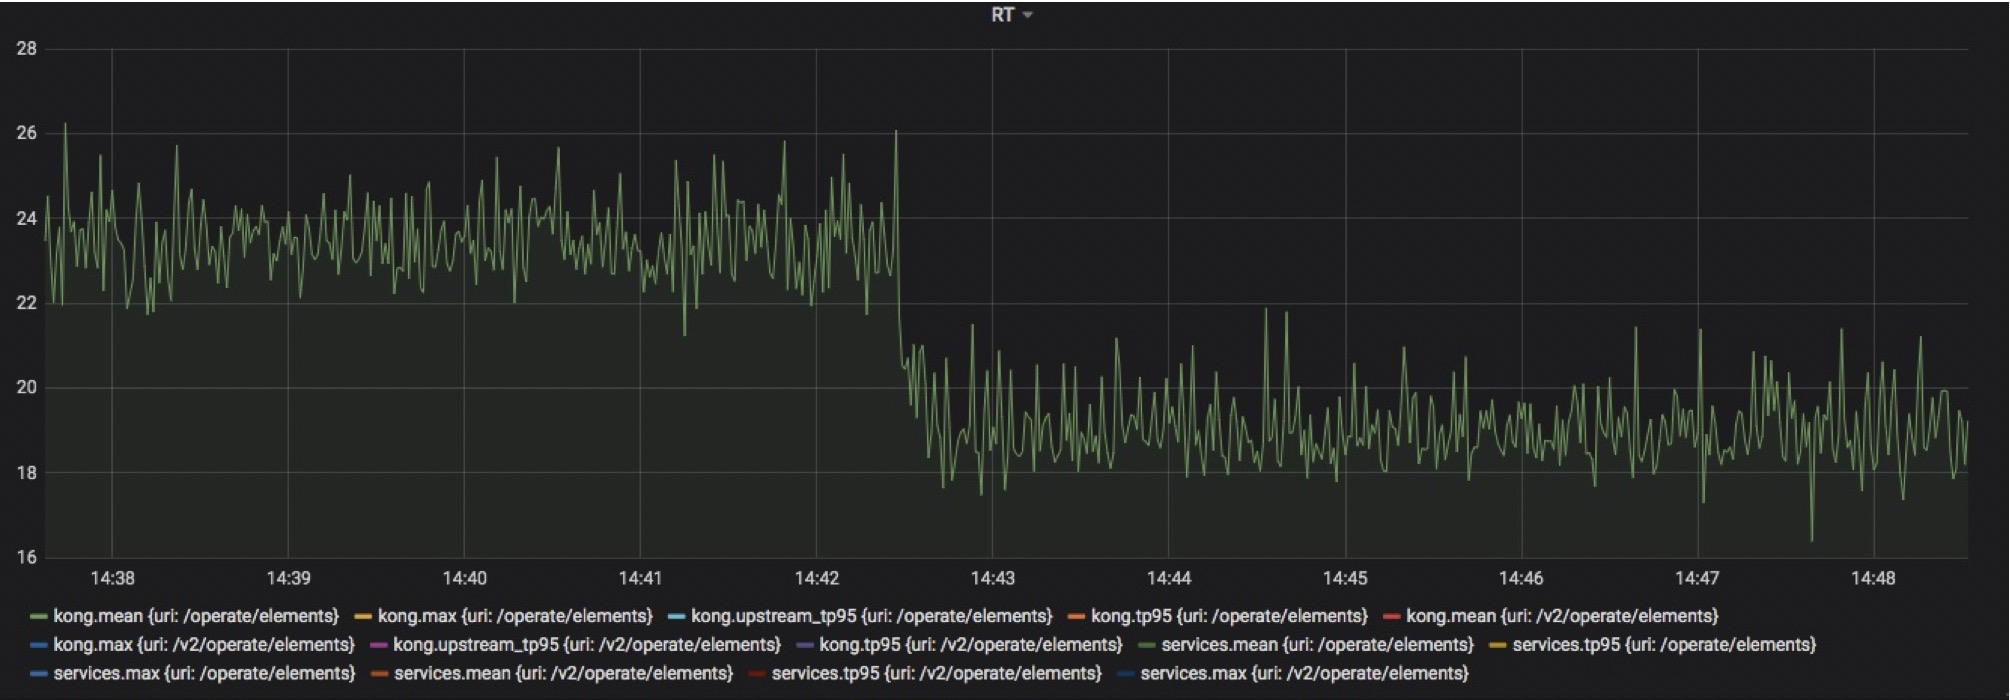 RT
28
26
24
22
20
18
16
14:38 14:39 14:40 14:41 14:42 14:43 14:44 14:45 14:46 14:47 14:48
kong.mean {uri: /operate/elements} kong.max {uri: /operate/elements} kong.upstream_tp95 {uri: /operate/elements} kong.tp95 {uri: /operate/elements} kong.mean {uri: /v2/operate/elements}
kong.max {uri: /v2/operate/elements} kong.upstream_tp95 {uri: /v2/operate/elements} kong.tp95 {uri: /v2/operate/elements} services.mean {uri: /operate/elements} services.tp95 {uri: /operate/elements}
services.max {uri: /operate/elements} services.mean {uri: /v2/operate/elements} services.tp95 {uri: /v2/operate/elements} services.max {uri: /v2/operate/elements}